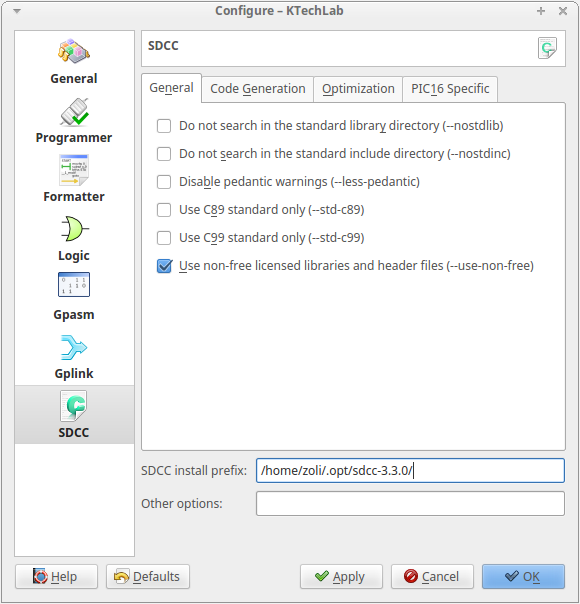 Configure – KTechLab
General
Programmer
Formatter
Logic
Gpasm
Gplink
SDCC
SDCC
General
Code Generation
Optimization
PIC16 Specific
Do not search in the standard library directory (--nostdlib)
Do not search in the standard include directory (--nostdinc)
Disable pedantic warnings (--less-pedantic)
Use C89 standard only (--std-c89)
Use C99 standard only (--std-c99)
Use non-free licensed libraries and header files (--use-non-free)
SDCC install prefix: /home/zoli/.opt/sdcc-3.3.0/
Other options:
Help
Defaults
Apply
Cancel
OK